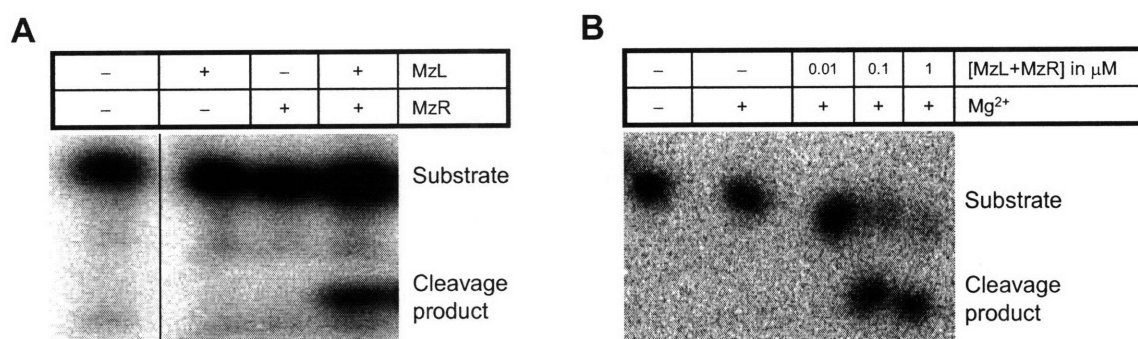 A
– + – + MzL
– – + + MzR
Substrate
Cleavage
product
B
– – 0.01 0.1 1 [MzL+MzR] in μM
– + + + + Mg²⁺
Substrate
Cleavage
product